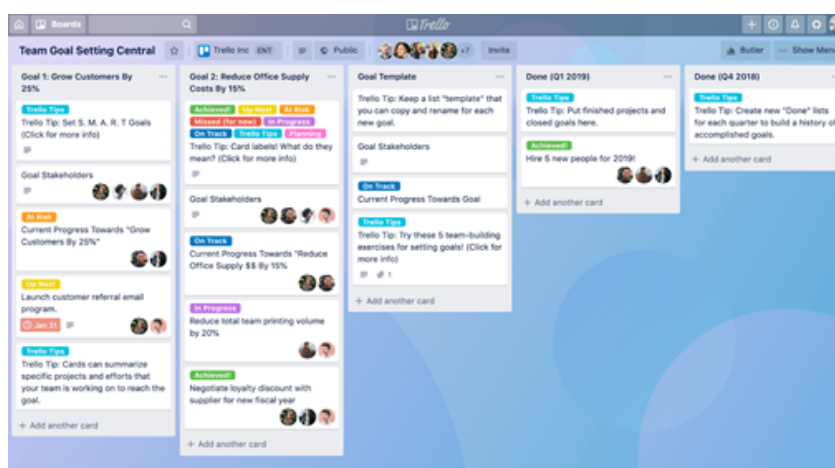 Boards
Trello
Team Goal Setting Central
Trello Inc ENT
Public
+7
Invite
Butler
... Show Men
Goal 1: Grow Customers By
25%
Trello Tips
Trello Tip: Set S. M. A. R. T Goals
(Click for more info)
Goal Stakeholders
At Risk
Current Progress Towards "Grow
Customers By 25%"
Up Next
Launch customer referral email
program.
Jan 31
Trello Tips
Trello Tip: Cards can summarize
specific projects and efforts that
your team is working on to reach the
goal.
+ Add another card
Goal 2: Reduce Office Supply
Costs By 15%
Achieved! Up Next At Risk
Missed (for now) In Progress
On Track Trello Tips Planning
Trello Tip: Card labels! What do they
mean? (Click for more info)
Goal Stakeholders
On Track
Current Progress Towards "Reduce
Office Supply $$ By 15%
In Progress
Reduce total team printing volume
by 20%
Achieved!
Negotiate loyalty discount with
supplier for new fiscal year
+ Add another card
Goal Template
Trello Tip: Keep a list "template" that
you can copy and rename for each
new goal.
Goal Stakeholders
On Track
Current Progress Towards Goal
Trello Tips
Trello Tip: Try these 5 team-building
exercises for setting goals! (Click for
more info)
1
+ Add another card
Done (Q1 2019)
Trello Tips
Trello Tip: Put finished projects and
closed goals here.
Achieved!
Hire 5 new people for 2019!
+ Add another card
Done (Q4 2018)
Trello Tips
Trello Tip: Create new "Done" lists
for each quarter to build a history of
accomplished goals.
+ Add another card